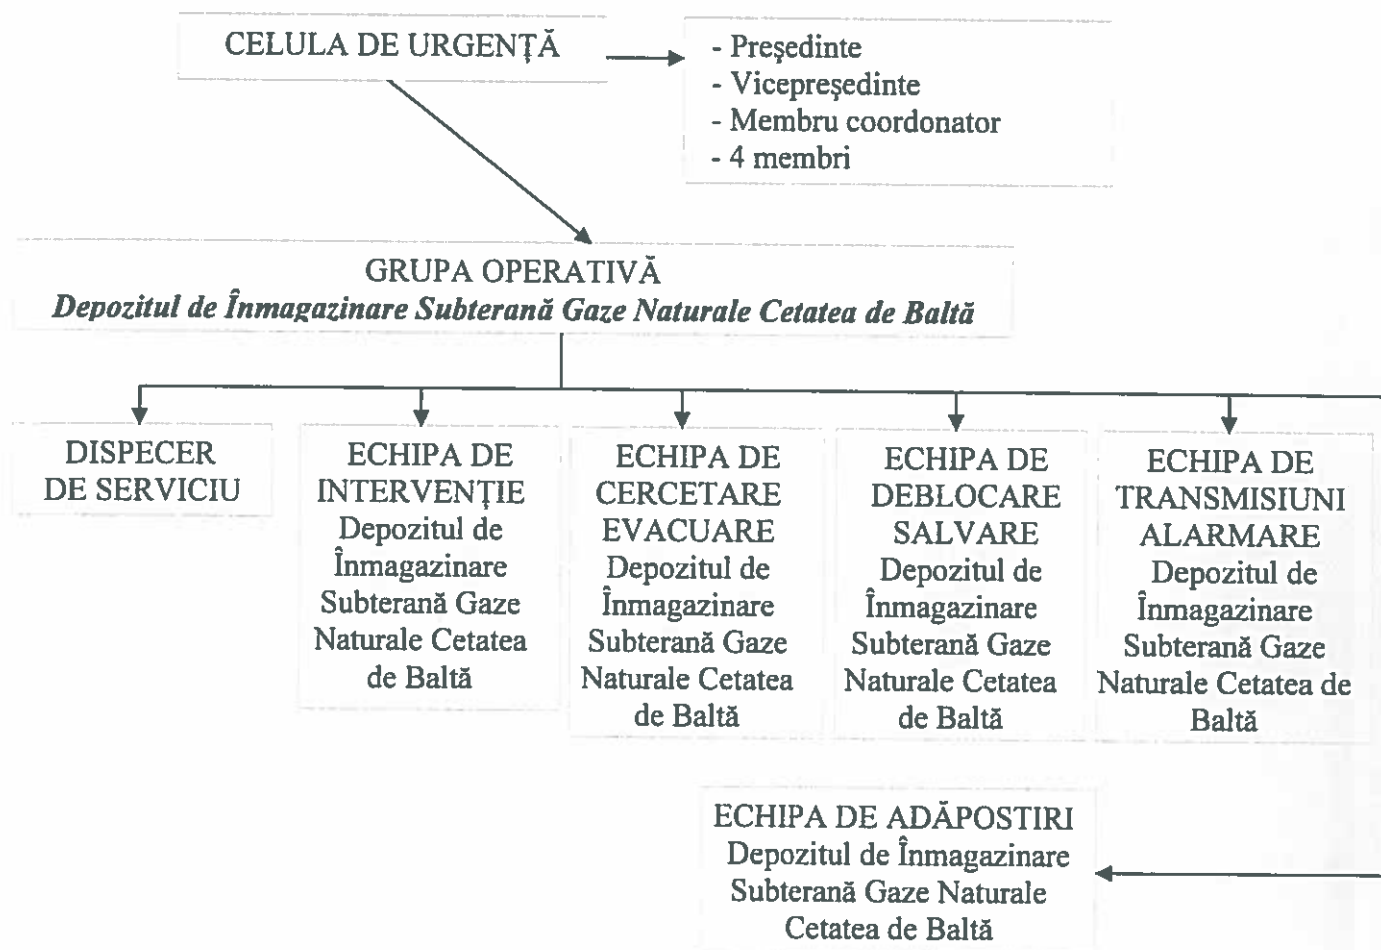 CELULA DE URGENȚĂ
- Președinte
- Vicepreședinte
- Membru coordonator
- 4 membri
GRUPA OPERATIVĂ
Depozitul de Înmagazinare Subterană Gaze Naturale Cetatea de Baltă
DISPECER
DE SERVICIU
ECHIPA DE
INTERVENȚIE
Depozitul de
Înmagazinare
Subterană Gaze
Naturale Cetatea
de Baltă
ECHIPA DE
CERCETARE
EVACUARE
Depozitul de
Înmagazinare
Subterană Gaze
Naturale Cetatea
de Baltă
ECHIPA DE
DEBLOCARE
SALVARE
Depozitul de
Înmagazinare
Subterană Gaze
Naturale Cetatea
de Baltă
ECHIPA DE
TRANSMISIUNI
ALARMARE
Depozitul de
Înmagazinare
Subterană Gaze
Naturale Cetatea de
Baltă
ECHIPA DE ADĂPOSTIRI
Depozitul de Înmagazinare
Subterană Gaze Naturale
Cetatea de Baltă